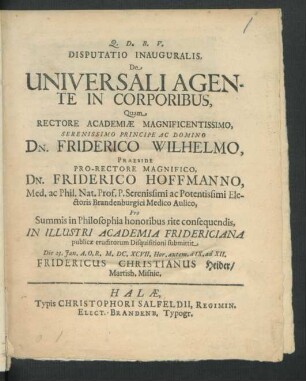 Q. D. B. V.
DISPUTATIO INAUGURALIS,
De
UNIVERSALI AGEN-
TE IN CORPORIBUS,
Quam
RECTORE ACADEMIÆ MAGNIFICENTISSIMO,
SERENISSIMO PRINCIPE AC DOMINO
DN. FRIDERICO WILHELMO,
PRAESIDE
PRO-RECTORE MAGNIFICO,
DN. FRIDERICO HOFFMANNO,
Med. ac Phil. Nat. Prof. P. Serenissimi ac Potentissimi Ele-
ctoris Brandenburgici Medico Aulico,
Pro
Summis in Philosophia honoribus rite consequendis,
IN ILLUSTRI ACADEMIA FRIDERICIANA
publicæ eruditorum Disquisitioni submittit
Die Jan. A.O.R. M. DC. XCVII, Hor. antem. à IX. ad XII.
FRIDERICUS CHRISTIANUS Heider/
Martisb. Misnic.
HALÆ,
Typis CHRISTOPHORI SALFELDII, REGIMIN.
ELECT. BRANDENB. Typogr.